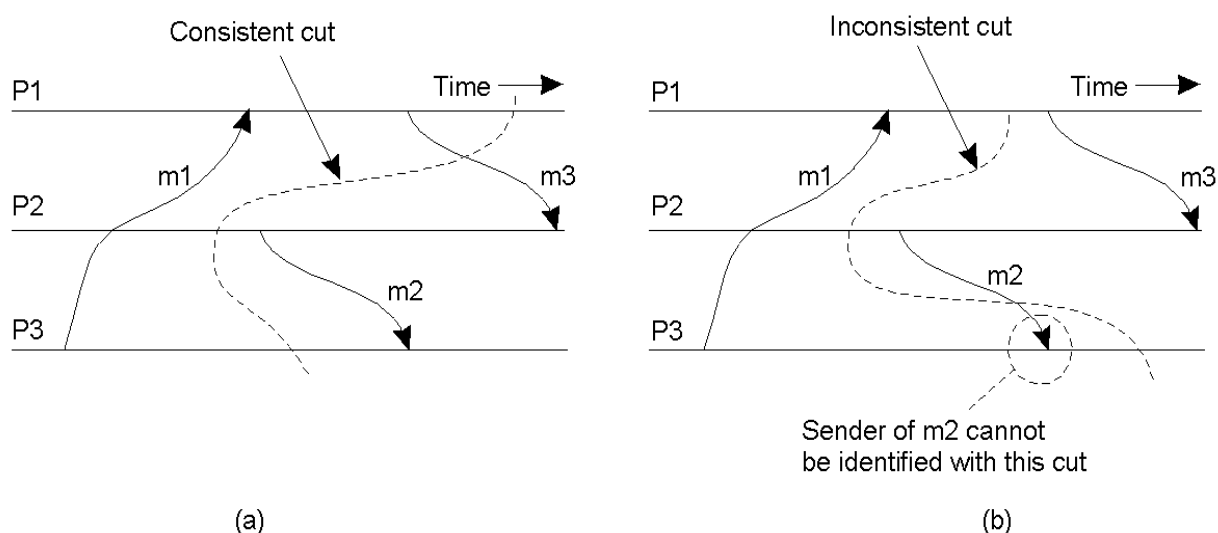 Consistent cut
Time
P1
m1
m3
P2
m2
P3
(a)
Inconsistent cut
Time
P1
m1
m3
P2
m2
P3
Sender of m2 cannot
be identified with this cut
(b)